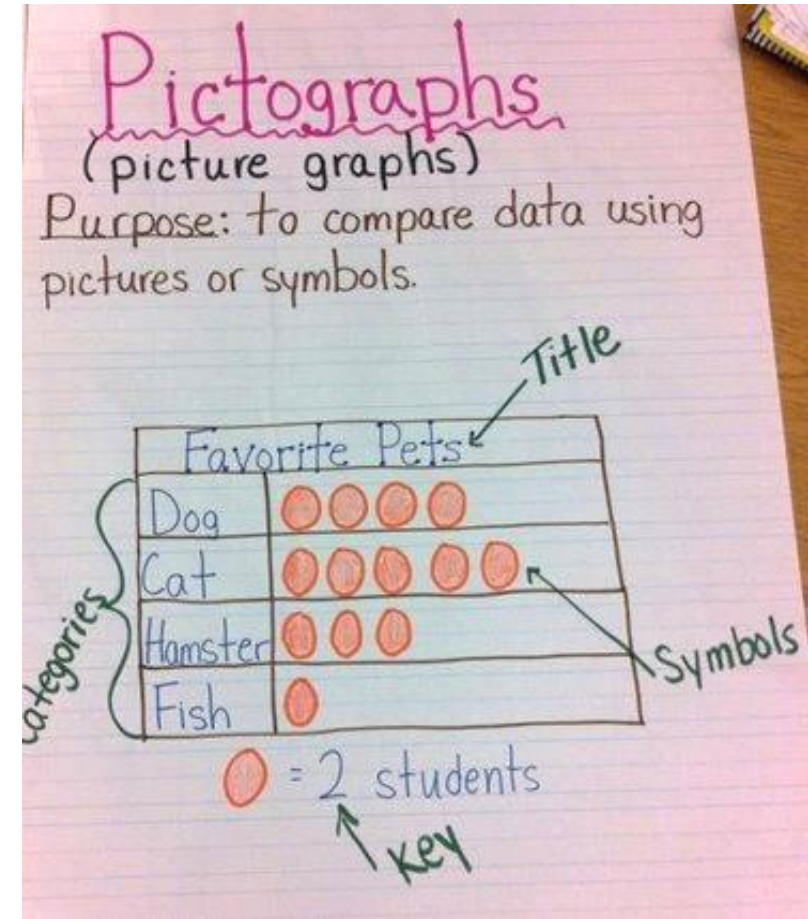 Pictographs
(picture graphs)
Purpose: to compare data using
pictures or symbols.
Title
Favorite Pets
Dog
Cat
Hamster
Fish
Categories
Symbols
= 2 students
Key